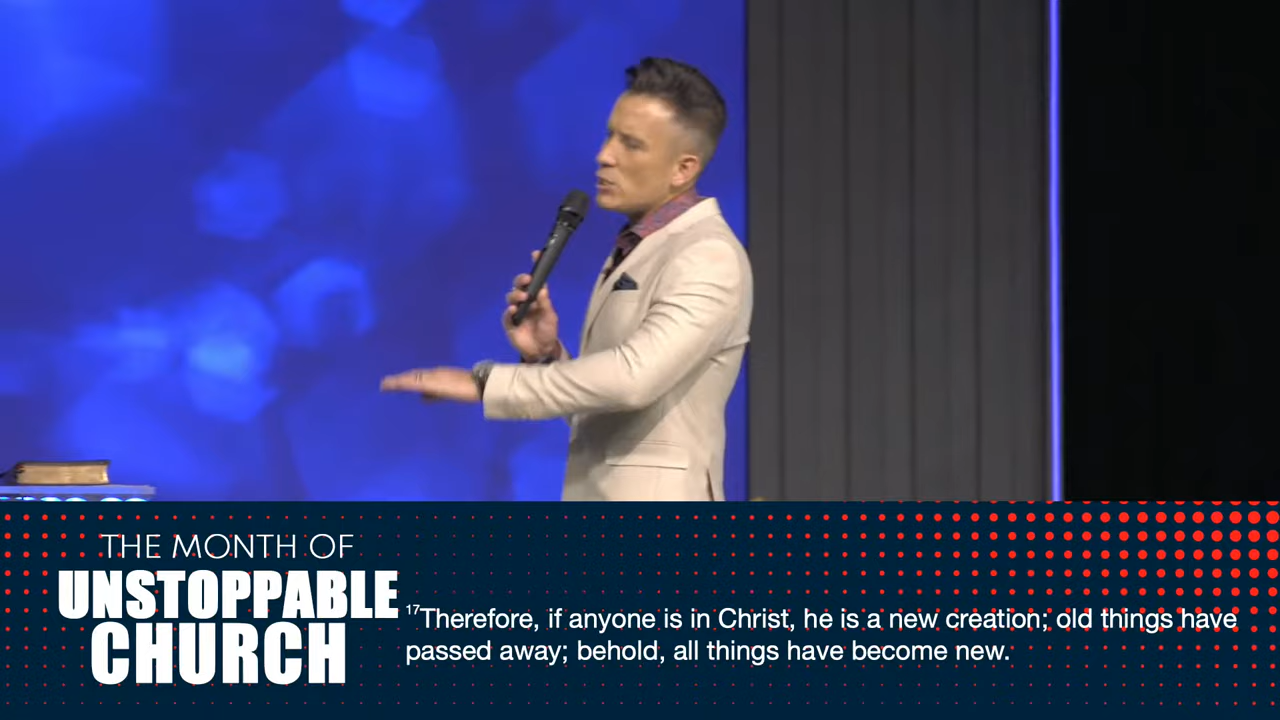 THE MONTH OF
UNSTOPPABLE
CHURCH
¹⁷Therefore, if anyone is in Christ, he is a new creation; old things have
passed away; behold, all things have become new.